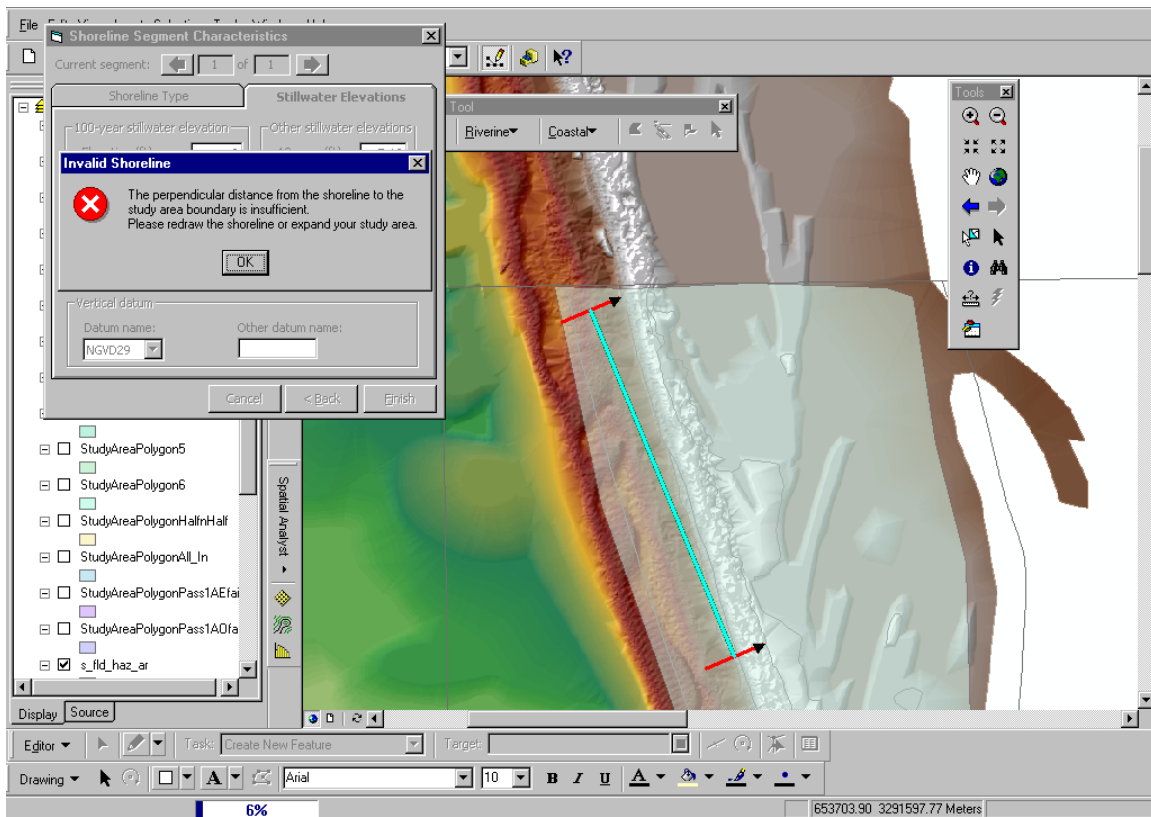 File
Shoreline Segment Characteristics
Current segment: 1 of 1
Shoreline Type Stillwater Elevations
100-year stillwater elevation Other stillwater elevations
Invalid Shoreline
The perpendicular distance from the shoreline to the
study area boundary is insufficient.
Please redraw the shoreline or expand your study area.
OK
Vertical datum
Datum name: Other datum name:
NGVD29
Cancel < Back Finish
Tool
Riverine Coastal
Tools
StudyAreaPolygon5
StudyAreaPolygon6
StudyAreaPolygonHalfnHalf
StudyAreaPolygonAll_In
StudyAreaPolygonPass1AEfai
StudyAreaPolygonPass1AOfa
s_fld_haz_ar
Display Source
Spatial Analyst
Editor Task: Create New Feature Target:
Drawing A Arial 10 B I U A
6% 653703.90 3291597.77 Meters